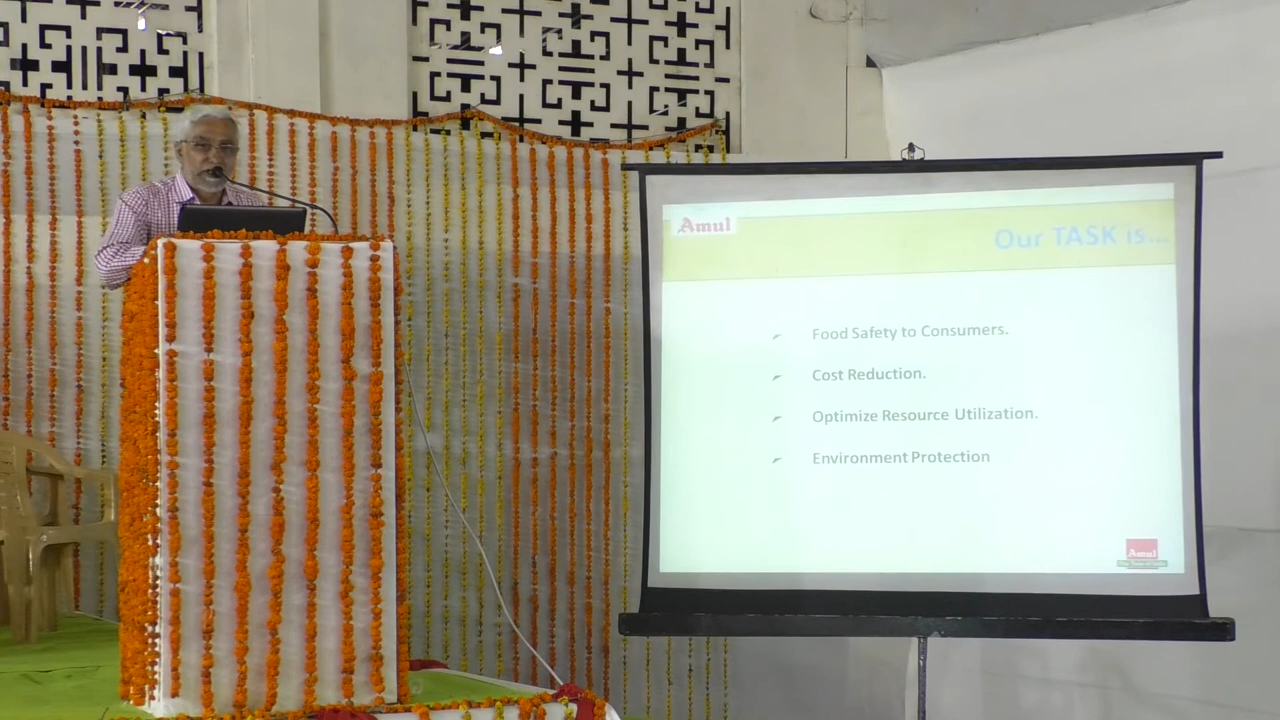 Amul
Our TASK is...
Food Safety to Consumers.
Cost Reduction.
Optimize Resource Utilization.
Environment Protection
Amul